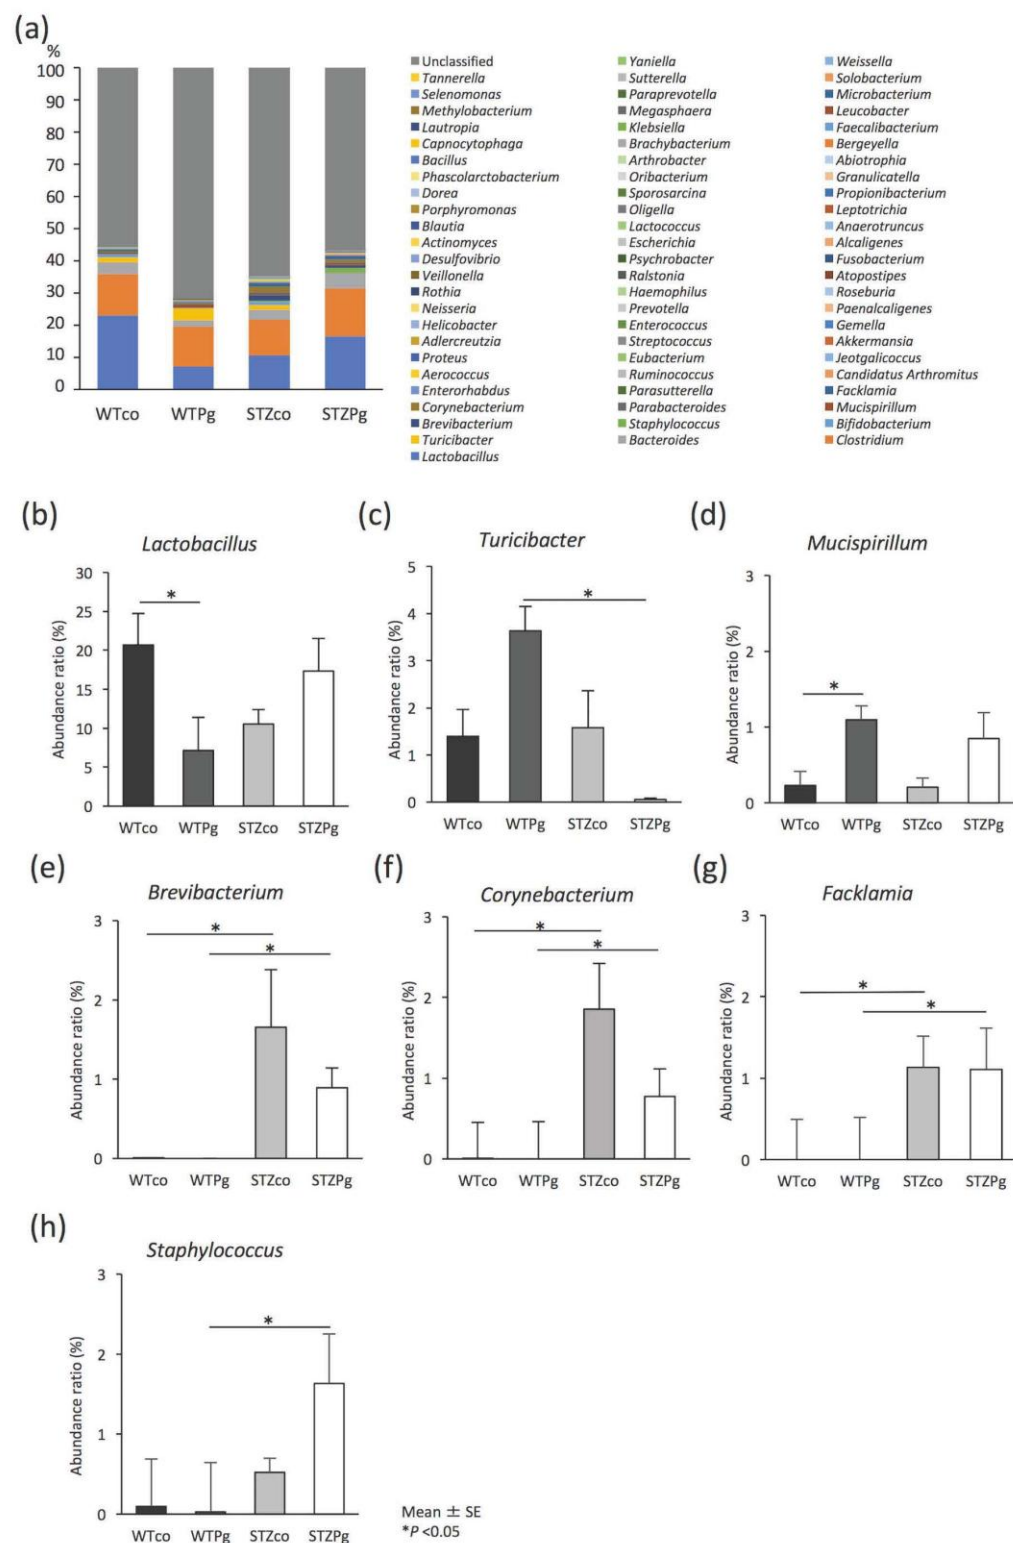 (a)
%
100
90
80
70
60
50
40
30
20
10
0
WTco WTPg STZco STZPg
Unclassified
Tannerella
Selenomonas
Methylobacterium
Lautropia
Capnocytophaga
Bacillus
Phascolarctobacterium
Dorea
Porphyromonas
Blautia
Actinomyces
Desulfovibrio
Veillonella
Rothia
Neisseria
Helicobacter
Adlercreutzia
Proteus
Aerococcus
Enterorhabdus
Corynebacterium
Brevibacterium
Turicibacter
Lactobacillus
Yaniella
Sutterella
Paraprevotella
Megasphaera
Klebsiella
Brachybacterium
Arthrobacter
Oribacterium
Sporosarcina
Oligella
Lactococcus
Escherichia
Psychrobacter
Ralstonia
Haemophilus
Prevotella
Enterococcus
Streptococcus
Eubacterium
Ruminococcus
Parasutterella
Parabacteroides
Staphylococcus
Bacteroides
Weissella
Solobacterium
Microbacterium
Leucobacter
Faecalibacterium
Bergeyella
Abiotrophia
Granulicatella
Propionibacterium
Leptotrichia
Anaerotruncus
Alcaligenes
Fusobacterium
Atopostipes
Roseburia
Paenalcaligenes
Gemella
Akkermansia
Jeotgalicoccus
Candidatus Arthromitus
Facklamia
Mucispirillum
Bifidobacterium
Clostridium
(b)
Lactobacillus
Abundance ratio (%)
30
25
20
15
10
5
0
*
WTco WTPg STZco STZPg
(c)
Turicibacter
Abundance ratio (%)
5
4
3
2
1
0
*
WTco WTPg STZco STZPg
(d)
Mucispirillum
Abundance ratio (%)
3
2
1
0
*
WTco WTPg STZco STZPg
(e)
Brevibacterium
Abundance ratio (%)
3
2
1
0
*
*
WTco WTPg STZco STZPg
(f)
Corynebacterium
Abundance ratio (%)
3
2
1
0
*
*
WTco WTPg STZco STZPg
(g)
Facklamia
Abundance ratio (%)
3
2
1
0
*
*
WTco WTPg STZco STZPg
(h)
Staphylococcus
Abundance ratio (%)
3
2
1
0
*
WTco WTPg STZco STZPg
Mean ± SE
*P <0.05